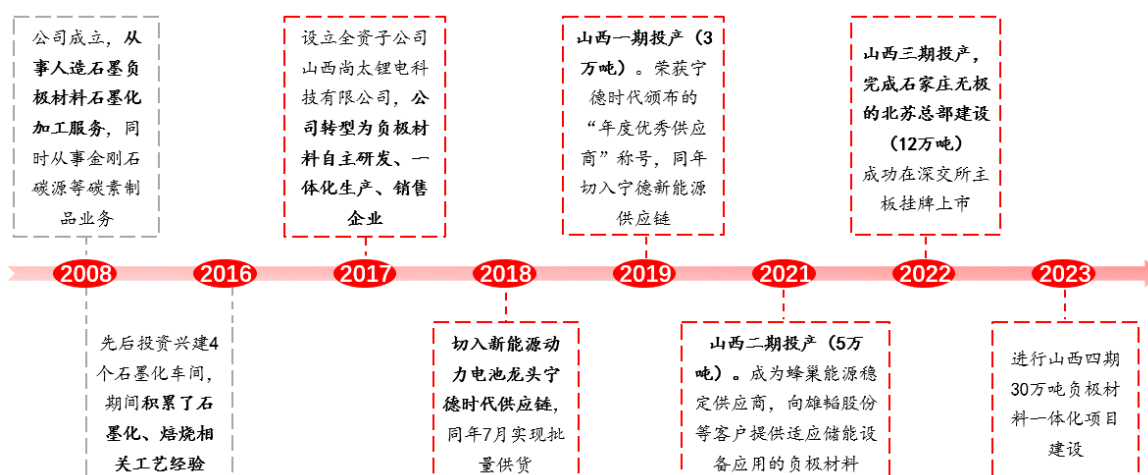 公司成立，从
事人造石墨负
极材料石墨化
加工服务，同
时从事金刚石
碳源等碳素制
品业务
设立全资子公司
山西尚太锂电科
技有限公司，公
司转型为负极材
料自主研发、一
体化生产、销售
企业
山西一期投产（3
万吨）。荣获宁
德时代颁布的
“年度优秀供应
商”称号，同年
切入宁德新能源
供应链
山西三期投产，
完成石家庄无极
的北苏总部建设
（12万吨）
成功在深交所主
板挂牌上市
2008
2016
2017
2018
2019
2021
2022
2023
先后投资兴建4
个石墨化车间，
期间积累了石
墨化、焙烧相
关工艺经验
切入新能源动
力电池龙头宁
德时代供应链，
同年7月实现批
量供货
山西二期投产（5万
吨）。成为蜂巢能源稳
定供应商，向雄韬股份
等客户提供适应储能设
备应用的负极材料
进行山西四期
30万吨负极材
料一体化项目
建设